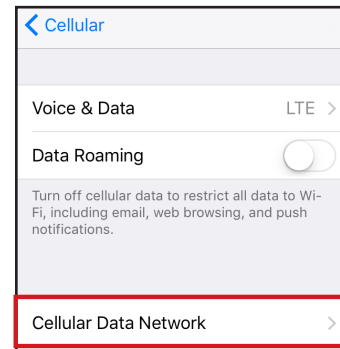 Cellular
Voice & Data LTE
Data Roaming
Turn off cellular data to restrict all data to Wi-
Fi, including email, web browsing, and push
notifications.
Cellular Data Network